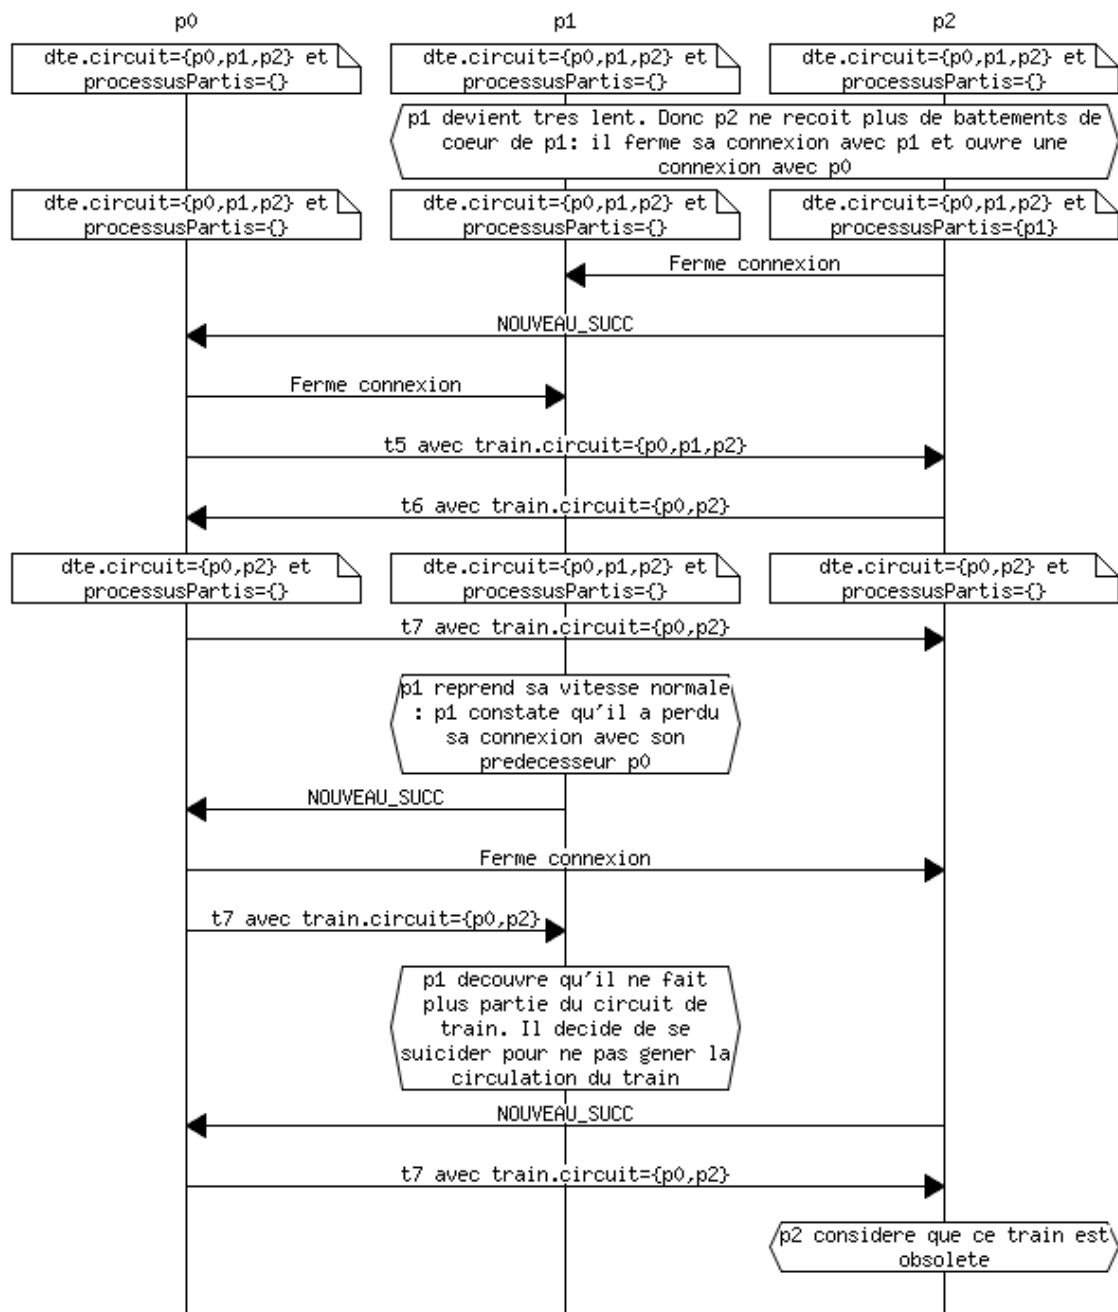 p0
p1
p2
dte.circuit={p0,p1,p2} et
processusPartis={}
dte.circuit={p0,p1,p2} et
processusPartis={}
dte.circuit={p0,p1,p2} et
processusPartis={}
p1 devient tres lent. Donc p2 ne recoit plus de battements de
coeur de p1: il ferme sa connexion avec p1 et ouvre une
connexion avec p0
dte.circuit={p0,p1,p2} et
processusPartis={}
dte.circuit={p0,p1,p2} et
processusPartis={}
dte.circuit={p0,p1,p2} et
processusPartis={p1}
Ferme connexion
NOUVEAU_SUCC
Ferme connexion
t5 avec train.circuit={p0,p1,p2}
t6 avec train.circuit={p0,p2}
dte.circuit={p0,p2} et
processusPartis={}
dte.circuit={p0,p1,p2} et
processusPartis={}
dte.circuit={p0,p2} et
processusPartis={}
t7 avec train.circuit={p0,p2}
p1 reprend sa vitesse normale
: p1 constate qu'il a perdu
sa connexion avec son
predecesseur p0
NOUVEAU_SUCC
Ferme connexion
t7 avec train.circuit={p0,p2}
p1 decouvre qu'il ne fait
plus partie du circuit de
train. Il decide de se
suicider pour ne pas gener la
circulation du train
NOUVEAU_SUCC
t7 avec train.circuit={p0,p2}
p2 considere que ce train est
obsolete